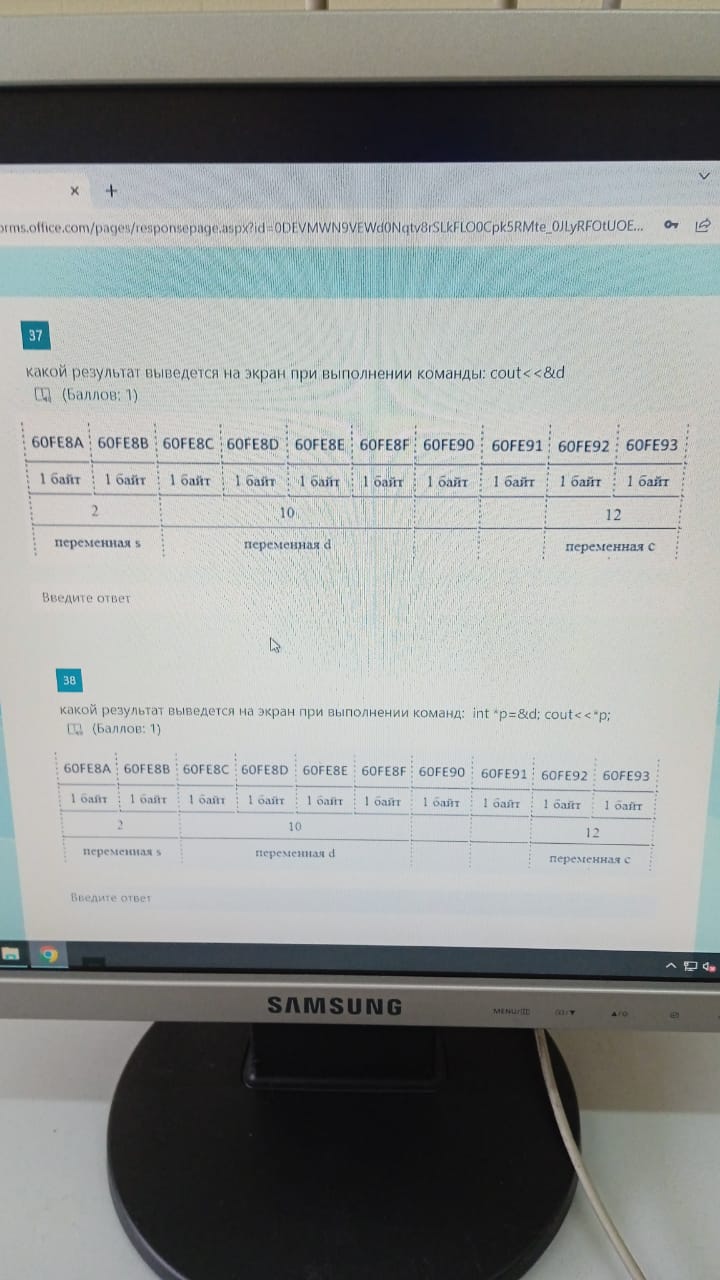 orms.office.com/pages/responsepage.aspx?id=0DEVMWN9VEWd0Nqtv8rSLkFLO0Cpk5RMte_0JLyRFOtUOE...
37
какой результат выведется на экран при выполнении команды: cout<<&d
(Баллов: 1)
60FE8A 60FE8B 60FE8C 60FE8D 60FE8E 60FE8F 60FE90 60FE91 60FE92 60FE93
1 байт 1 байт 1 байт 1 байт 1 байт 1 байт 1 байт 1 байт 1 байт 1 байт
2 10 12
переменная s переменная d переменная c
Введите ответ
38
какой результат выведется на экран при выполнении команд: int *p=&d; cout<<*p;
(Баллов: 1)
60FE8A 60FE8B 60FE8C 60FE8D 60FE8E 60FE8F 60FE90 60FE91 60FE92 60FE93
1 байт 1 байт 1 байт 1 байт 1 байт 1 байт 1 байт 1 байт 1 байт 1 байт
2 10 12
переменная s переменная d переменная c
Введите ответ
SAMSUNG
MENU